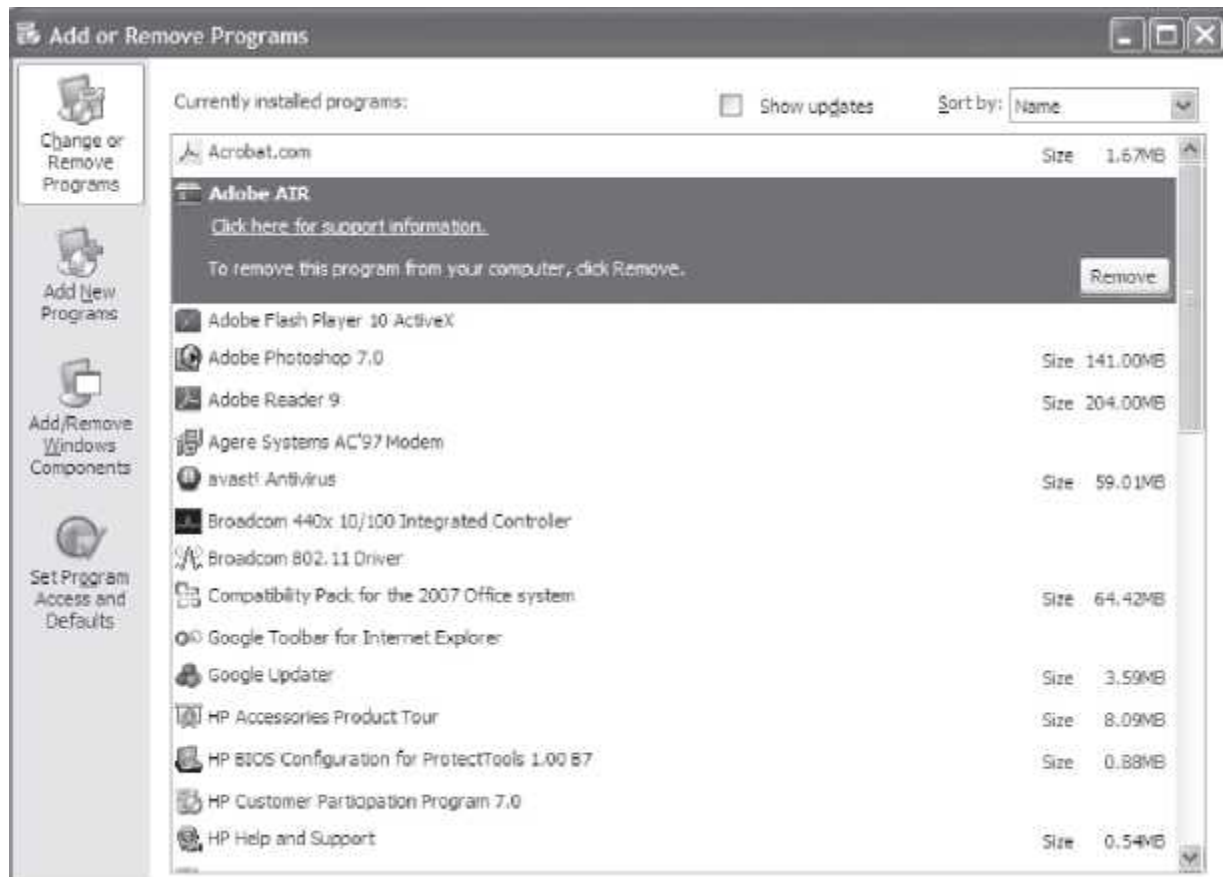 Add or Remove Programs
Change or
Remove
Programs
Add New
Programs
Add/Remove
Windows
Components
Set Program
Access and
Defaults
Currently installed programs:
Show updates
Sort by: Name
Acrobat.com Size 1.67MB
Adobe AIR
Click here for support information.
To remove this program from your computer, click Remove.
Remove
Adobe Flash Player 10 ActiveX
Adobe Photoshop 7.0 Size 141.00MB
Adobe Reader 9 Size 204.00MB
Agere Systems AC'97 Modem
avast! Antivirus Size 59.01MB
Broadcom 440x 10/100 Integrated Controller
Broadcom 802.11 Driver
Compatibility Pack for the 2007 Office system Size 64.42MB
Google Toolbar for Internet Explorer
Google Updater Size 3.59MB
HP Accessories Product Tour Size 8.09MB
HP BIOS Configuration for ProtectTools 1.00 B7 Size 0.88MB
HP Customer Participation Program 7.0
HP Help and Support Size 0.54MB